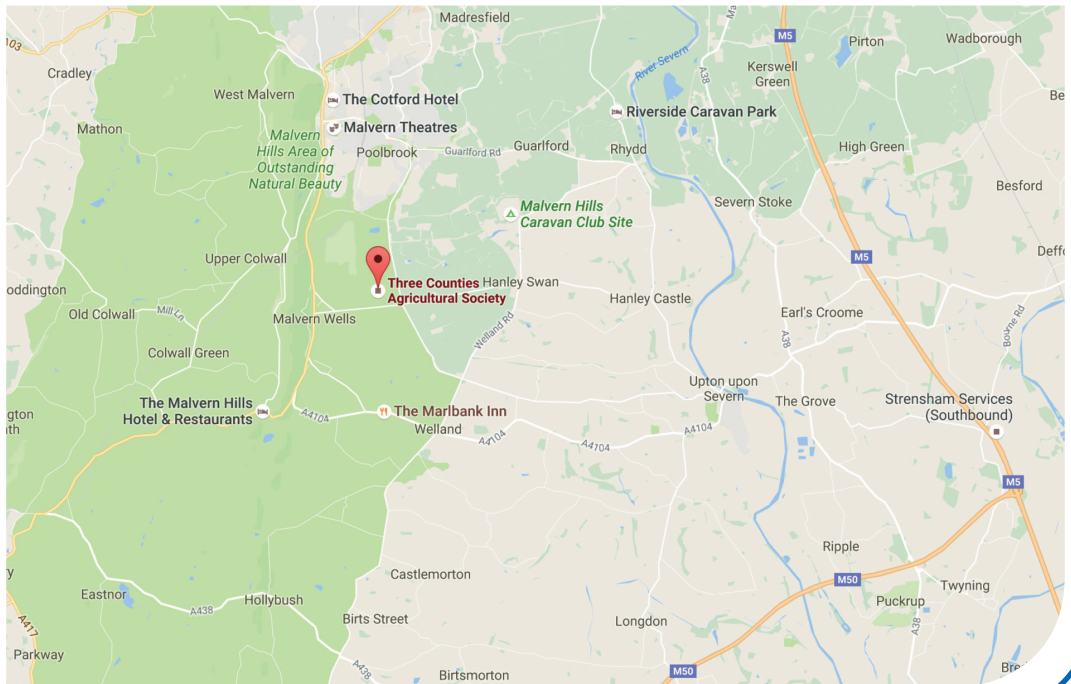 Madresfield
M5
Pirton
Wadborough
A38
Kerswell
Green
River Severn
Cradley
West Malvern
The Cotford Hotel
Riverside Caravan Park
Malvern Theatres
Mathon
Malvern
Hills Area of
Outstanding
Natural Beauty
Poolbrook
Guarlford Rd
Guarlford
Rhydd
High Green
Besford
Malvern Hills
Caravan Club Site
Severn Stoke
M5
Upper Colwall
Three Counties
Agricultural Society
Hanley Swan
Hanley Castle
Old Colwall
Mill Ln
Malvern Wells
Earl's Croome
Bourne Rd
Welland Rd
A38
Colwall Green
Upton upon
Severn
The Grove
Strensham Services
(Southbound)
The Malvern Hills
Hotel & Restaurants
A4104
The Marlbank Inn
Welland
A4104
A4104
A4104
M5
Ripple
M50
Twyning
Puckrup
Castlemorton
Eastnor
A438
Hollybush
Birts Street
Longdon
A417
A38
Parkway
A438
Birtsmorton
M50